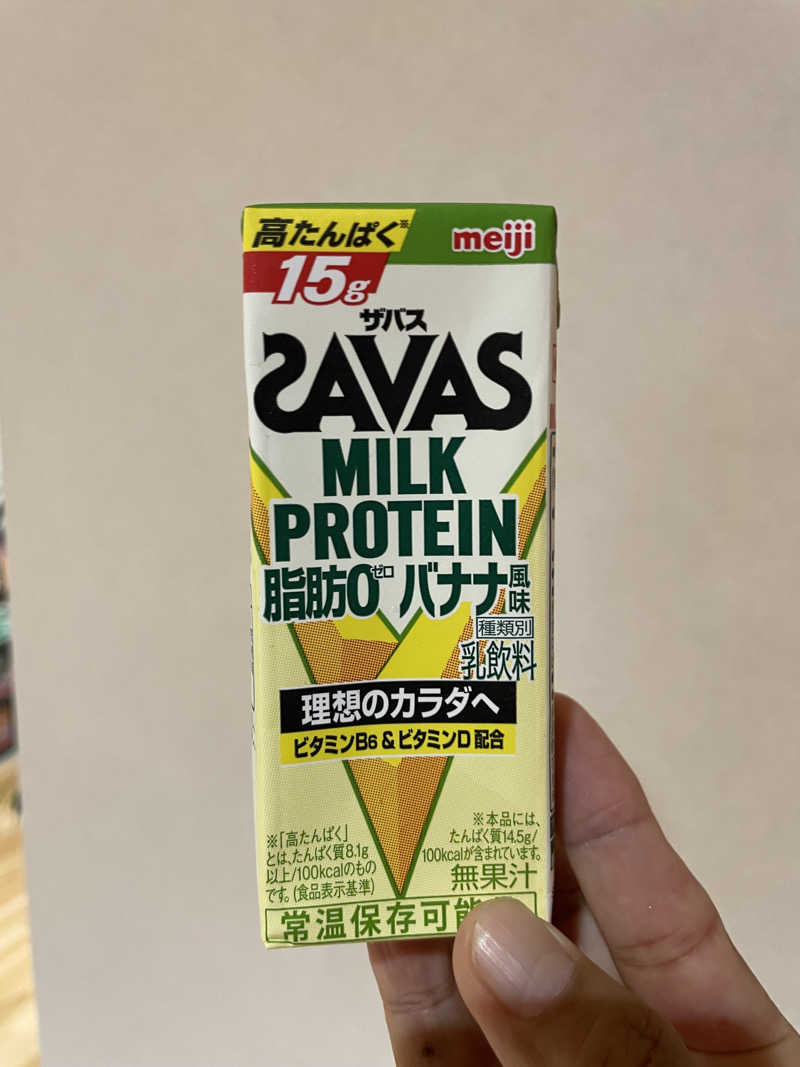 高たんぱく※
meiji
15g
ザバス
SAVAS
MILK
PROTEIN
脂肪0ゼロ バナナ風味
種類別
乳飲料
理想のカラダへ
ビタミンB6&ビタミンD配合
※「高たんぱく」
とは、たんぱく質8.1g
以上/100kcalのもの
です。(食品表示基準)
※本品には、
たんぱく質14.5g/
100kcalが含まれています。
無果汁
常温保存可能